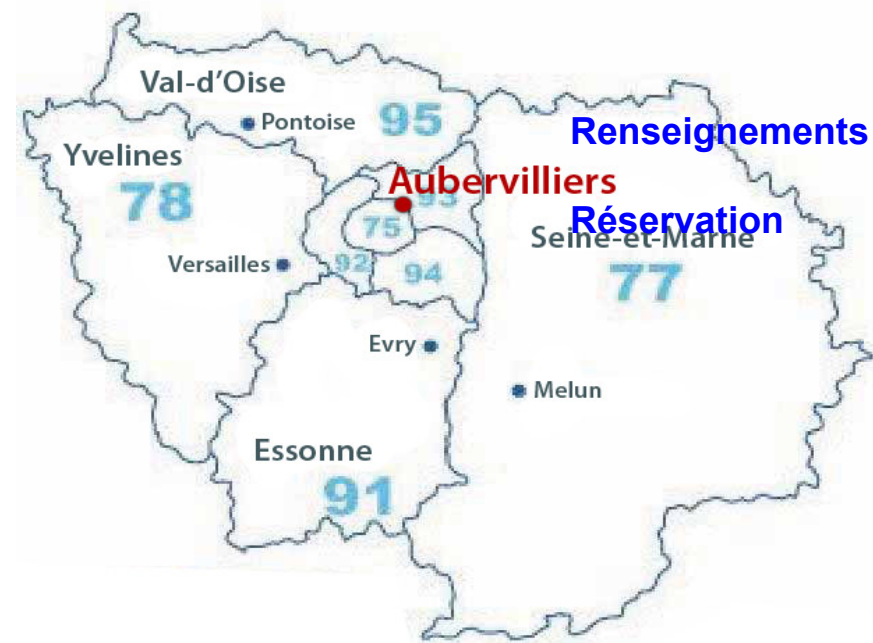 Val-d'Oise
Pontoise
95
Renseignements
Yvelines
78
Aubervilliers
93
75
Réservation
Seine-et-Marne
77
Versailles
92
94
Evry
Melun
Essonne
91